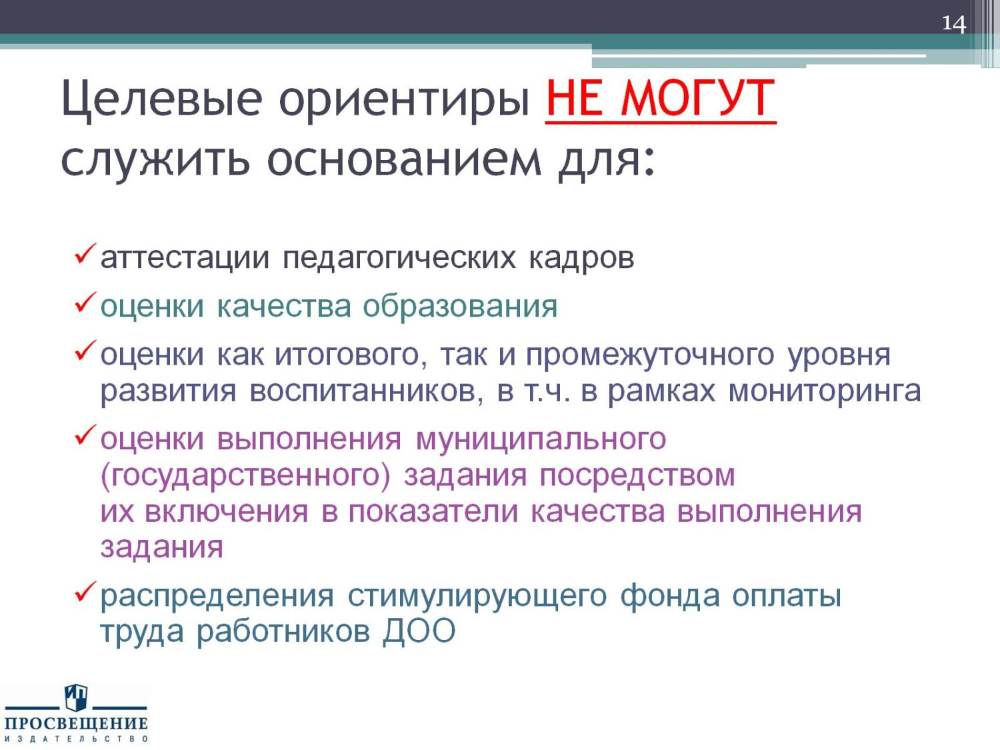 14
Целевые ориентиры НЕ МОГУТ
служить основанием для:
аттестации педагогических кадров
оценки качества образования
оценки как итогового, так и промежуточного уровня
развития воспитанников, в т.ч. в рамках мониторинга
оценки выполнения муниципального
(государственного) задания посредством
их включения в показатели качества выполнения
задания
распределения стимулирующего фонда оплаты
труда работников ДОО
ИП
ПРОСВЕЩЕНИЕ
ИЗДАТЕЛЬСТВО